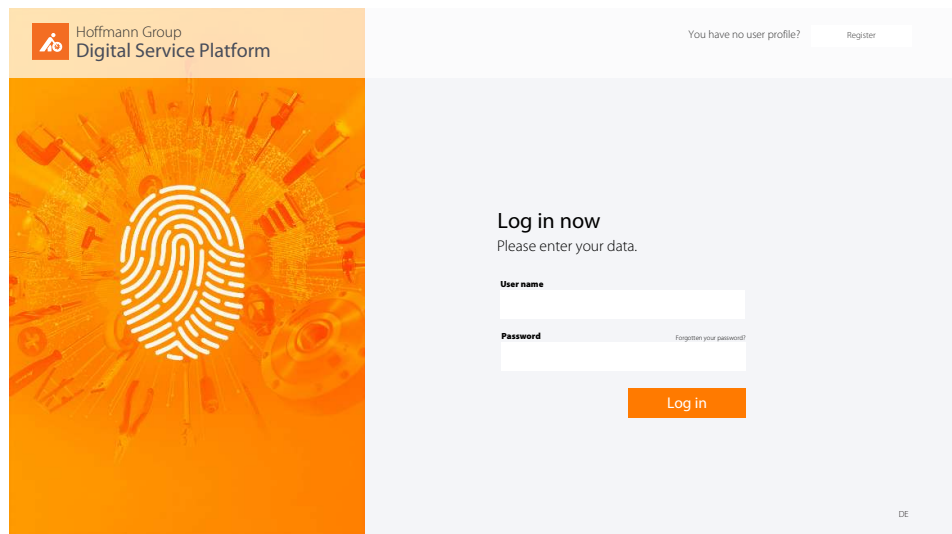 Hoffmann Group
Digital Service Platform
You have no user profile?
Register
Log in now
Please enter your data.
User name
Password
Forgotten your password?
Log in
DE